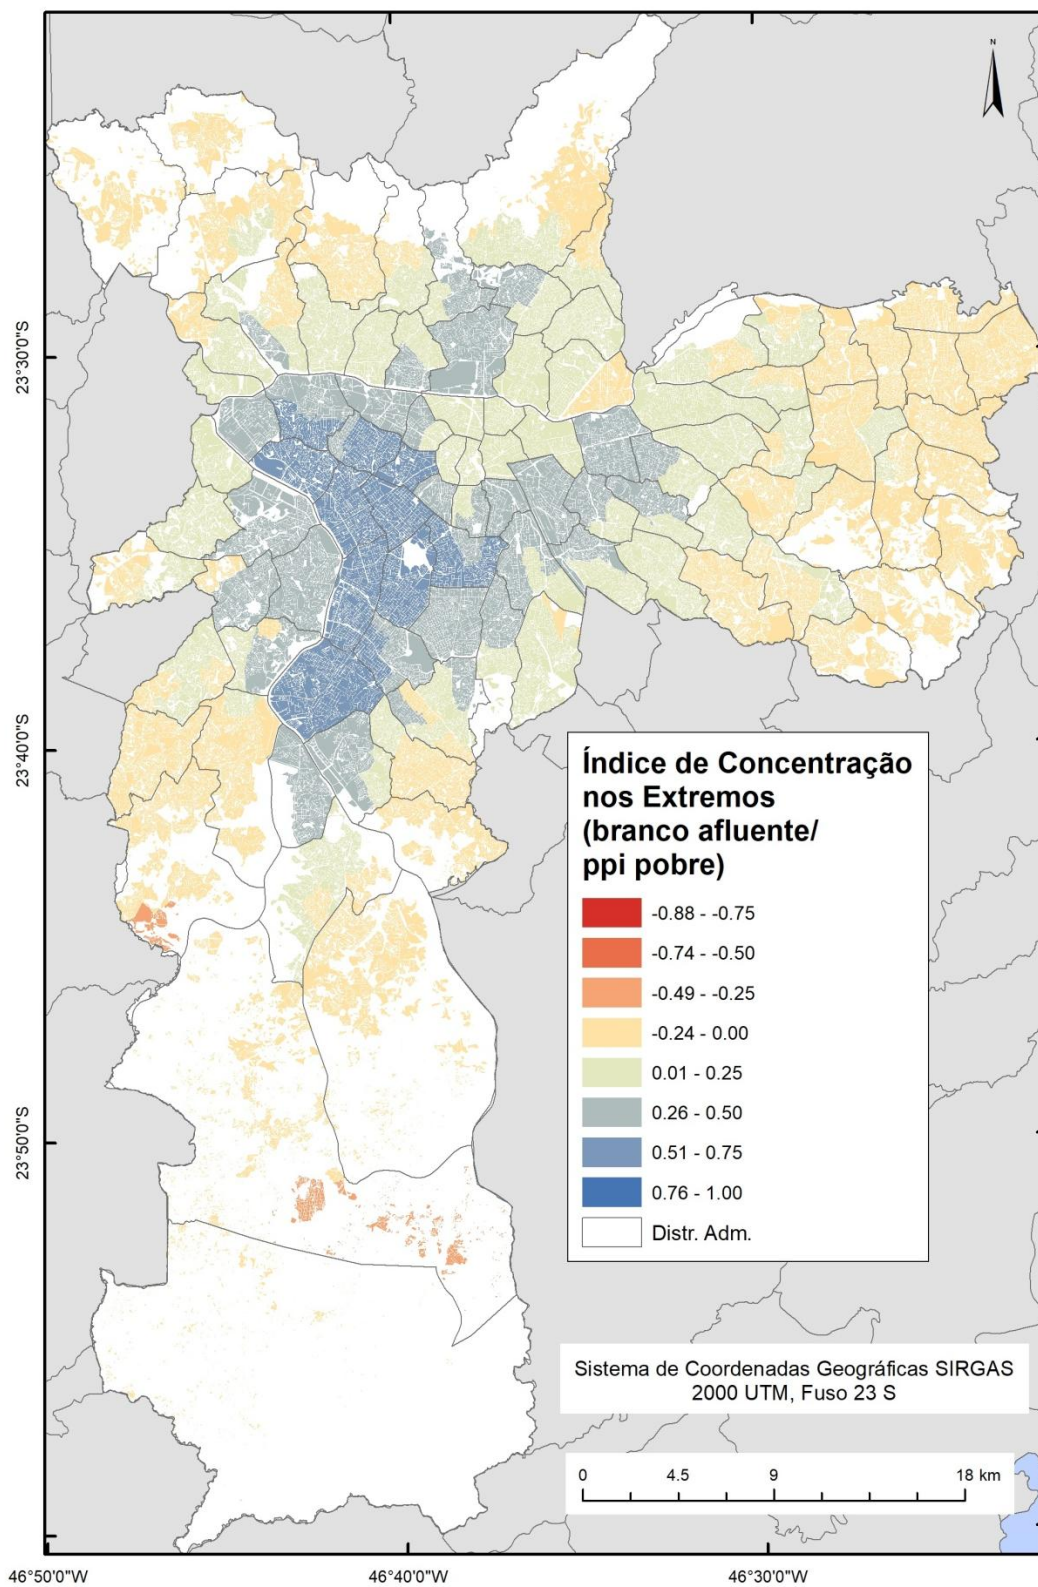 N
23°30'0"S
23°40'0"S
23°50'0"S
Índice de Concentração
nos Extremos
(branco afluente/
ppi pobre)
-0.88 - -0.75
-0.74 - -0.50
-0.49 - -0.25
-0.24 - 0.00
0.01 - 0.25
0.26 - 0.50
0.51 - 0.75
0.76 - 1.00
Distr. Adm.
Sistema de Coordenadas Geográficas SIRGAS
2000 UTM, Fuso 23 S
0 4.5 9 18 km
46°50'0"W 46°40'0"W 46°30'0"W